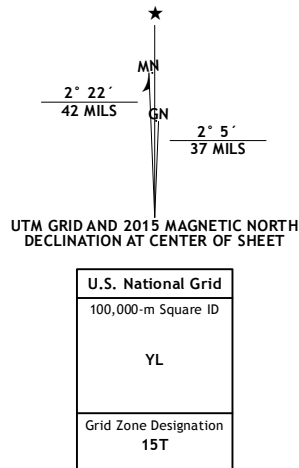 MN
2° 22´
42 MILS
GN
2° 5´
37 MILS
UTM GRID AND 2015 MAGNETIC NORTH
DECLINATION AT CENTER OF SHEET
U.S. National Grid
100,000-m Square ID
YL
Grid Zone Designation
15T